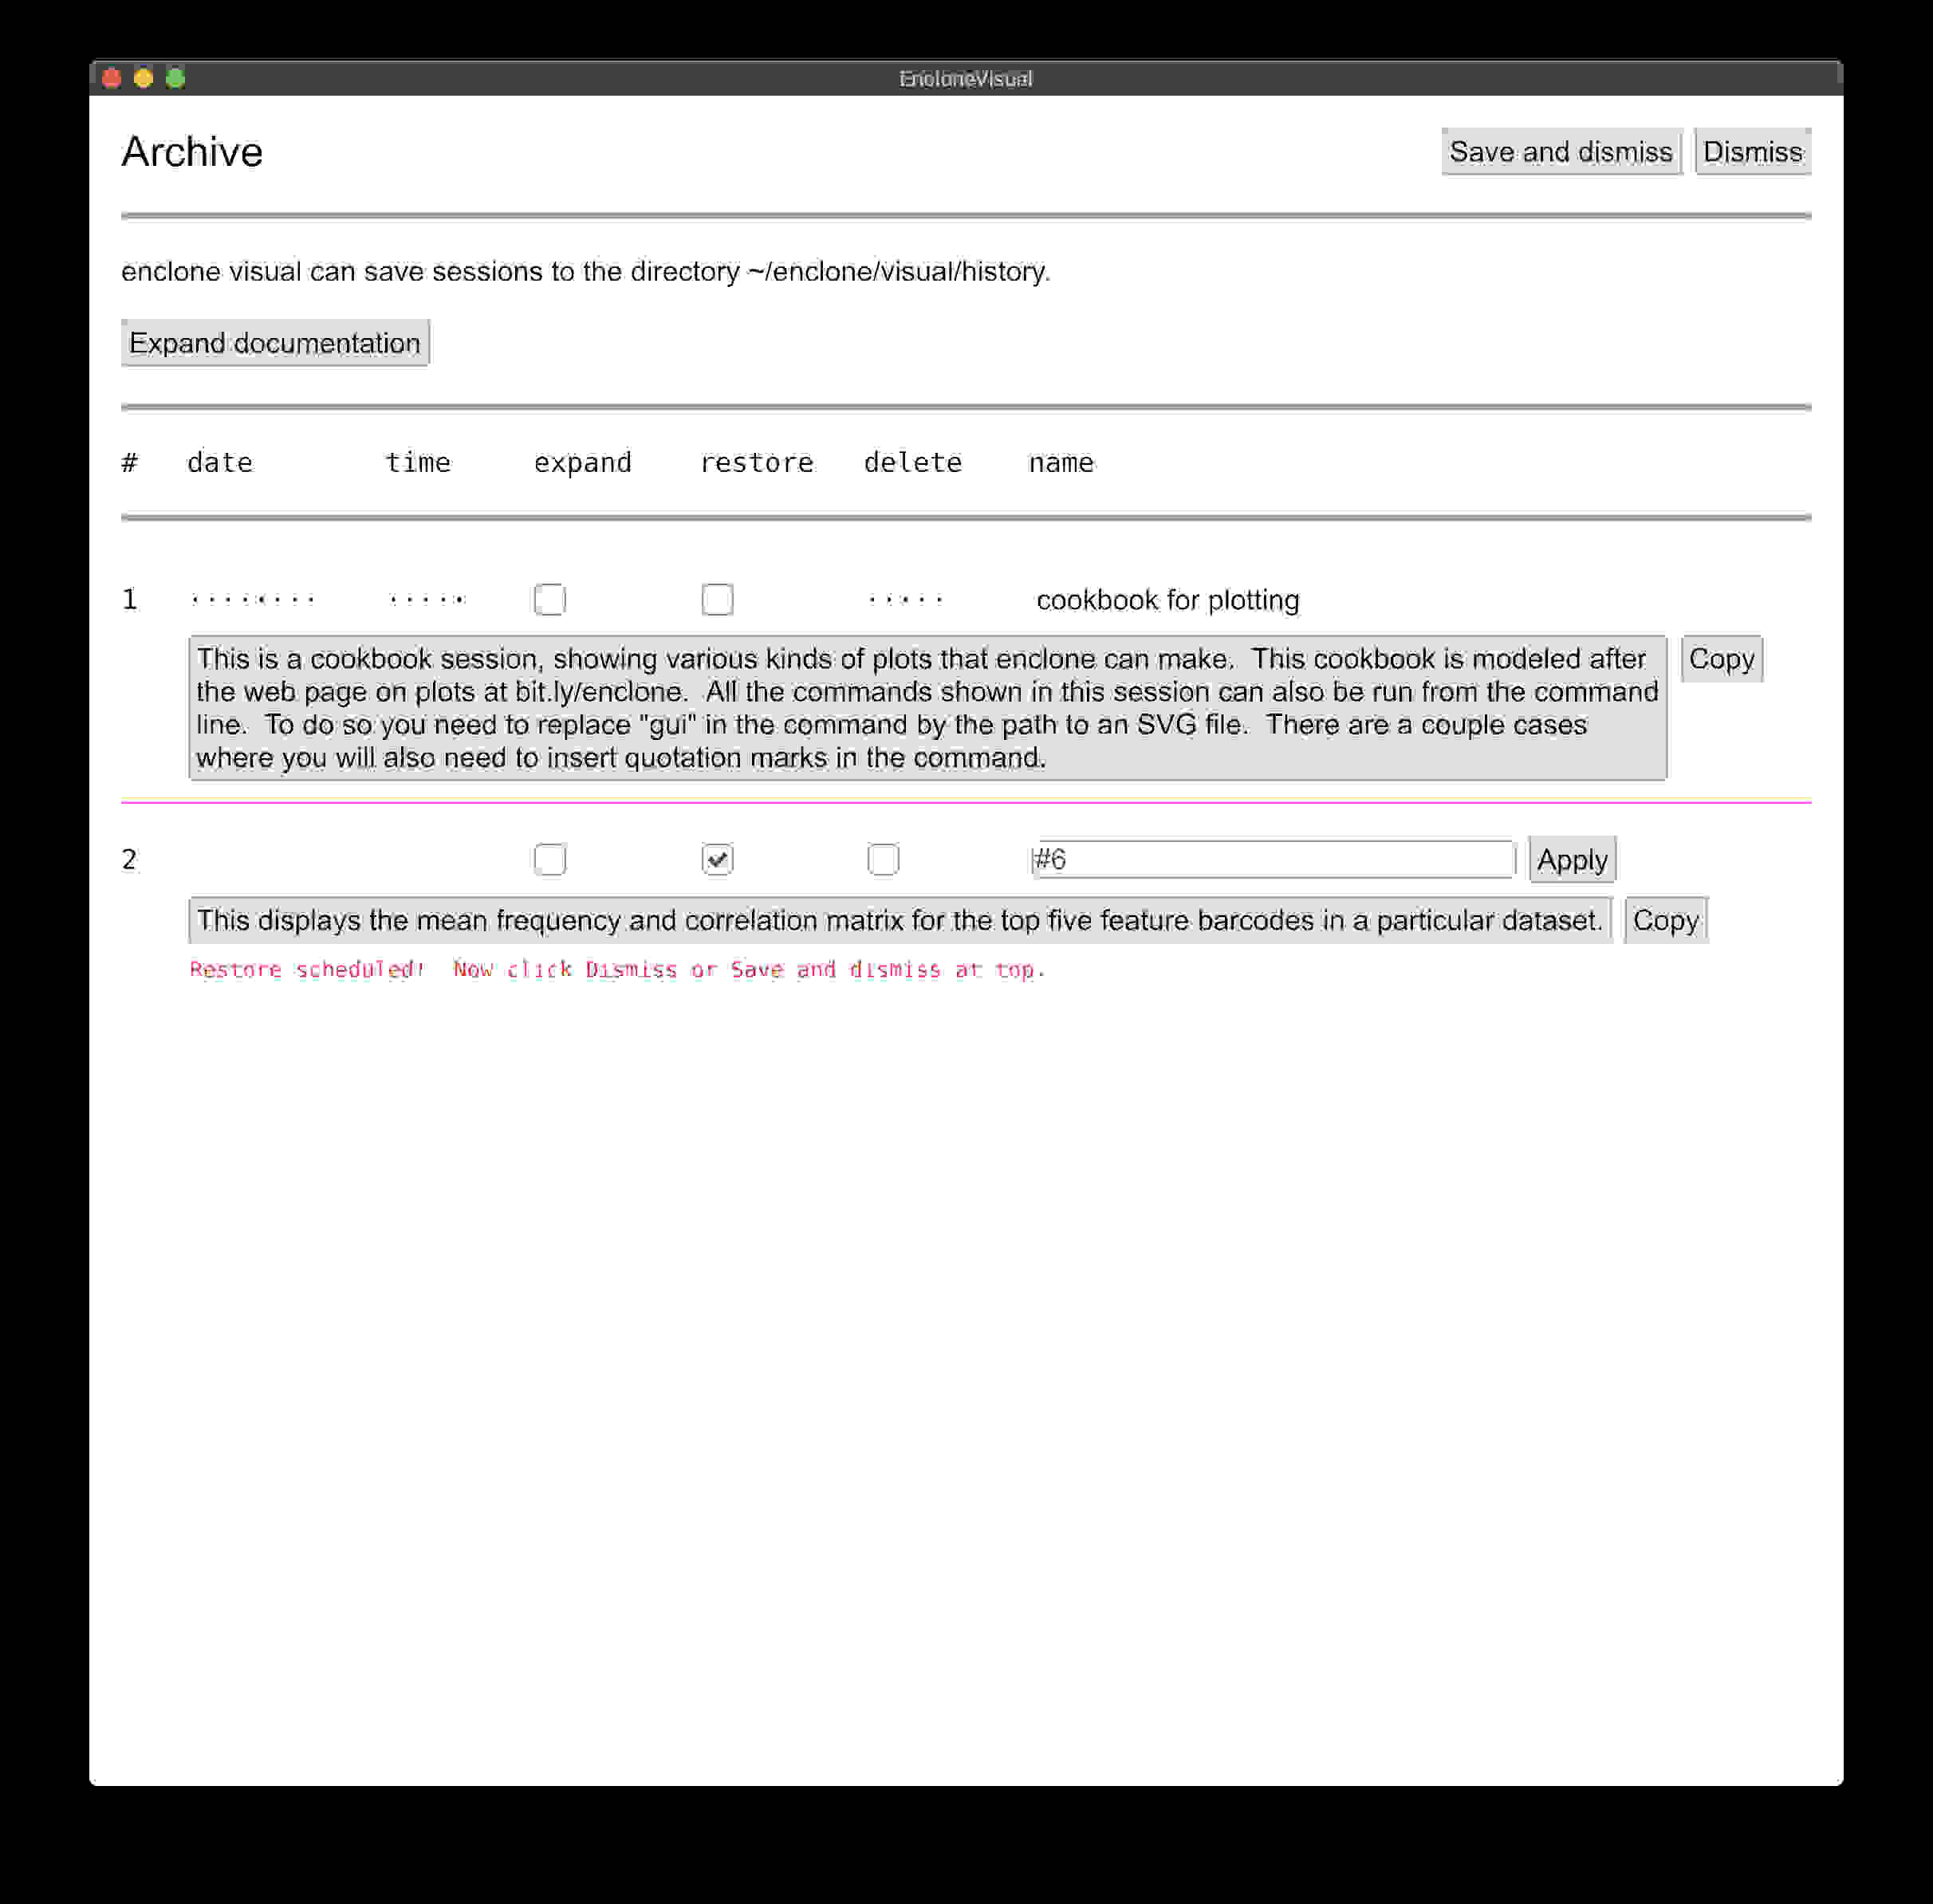 EncloneVisual
Archive Save and dismiss Dismiss
enclone visual can save sessions to the directory ~/enclone/visual/history.
Expand documentation
# date time expand restore delete name
1 ········ ····· ····· cookbook for plotting
This is a cookbook session, showing various kinds of plots that enclone can make.  This cookbook is modeled after Copy
the web page on plots at bit.ly/enclone.  All the commands shown in this session can also be run from the command
line.  To do so you need to replace "gui" in the command by the path to an SVG file.  There are a couple cases
where you will also need to insert quotation marks in the command.
2 #6 Apply
This displays the mean frequency and correlation matrix for the top five feature barcodes in a particular dataset. Copy
Restore scheduled!  Now click Dismiss or Save and dismiss at top.